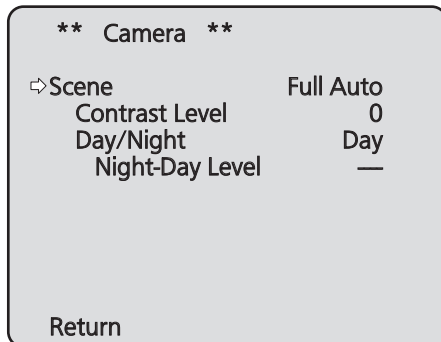 ** Camera **
⇨Scene Full Auto
Contrast Level 0
Day/Night Day
Night-Day Level —
Return